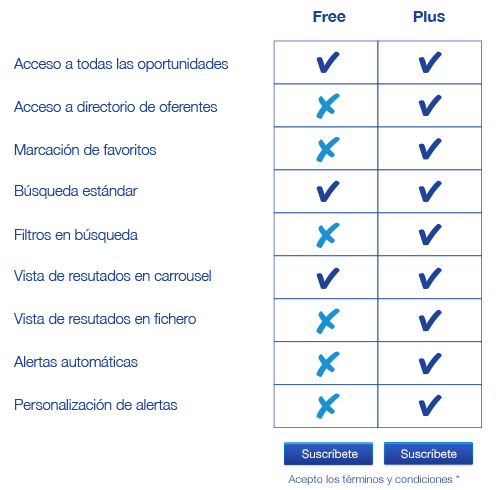 Free Plus
Acceso a todas las oportunidades
Acceso a directorio de oferentes
Marcación de favoritos
Búsqueda estándar
Filtros en búsqueda
Vista de resutados en carrousel
Vista de resutados en fichero
Alertas automáticas
Personalización de alertas
Suscríbete Suscríbete
Acepto los términos y condiciones *